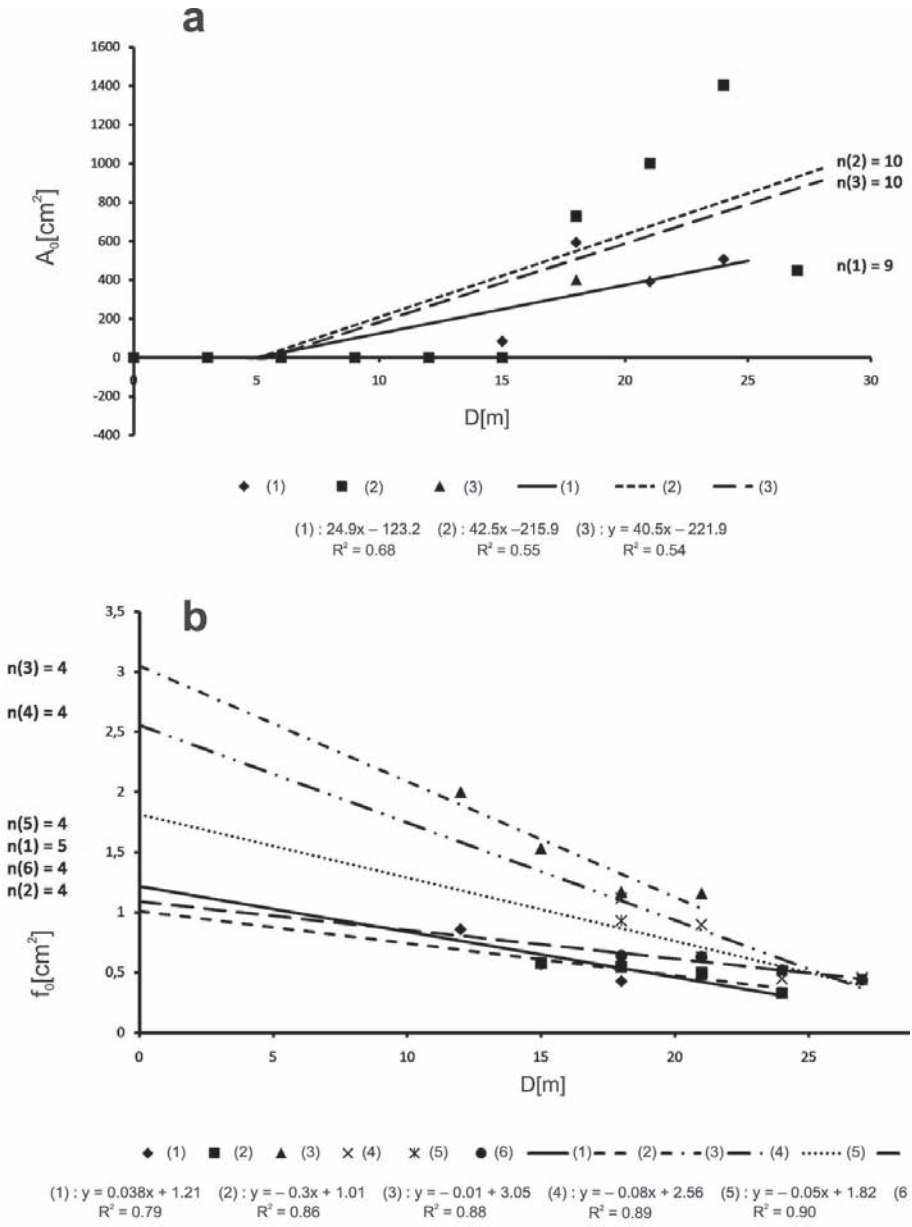 a
1600
1400
1200
1000
800
600
400
200
0
-200
-400
A₀[cm²]
0 5 10 15 20 25 30
D[m]
n(2) = 10
n(3) = 10
n(1) = 9
(1) (2) (3) (1) (2) (3)
(1) : 24.9x – 123.2 (2) : 42.5x –215.9 (3) : y = 40.5x – 221.9
R² = 0.68 R² = 0.55 R² = 0.54
b
3,5
3
2,5
2
1,5
1
0,5
0
n(3) = 4
n(4) = 4
n(5) = 4
n(1) = 5
n(6) = 4
n(2) = 4
f₀[cm²]
0 5 10 15 20 25
D[m]
(1) (2) (3) (4) (5) (6) (1) (2) (3) (4) (5)
(1) : y = 0.038x + 1.21 (2) : y = – 0.3x + 1.01 (3) : y = – 0.01 + 3.05 (4) : y = – 0.08x + 2.56 (5) : y = – 0.05x + 1.82 (6
R² = 0.79 R² = 0.86 R² = 0.88 R² = 0.89 R² = 0.90